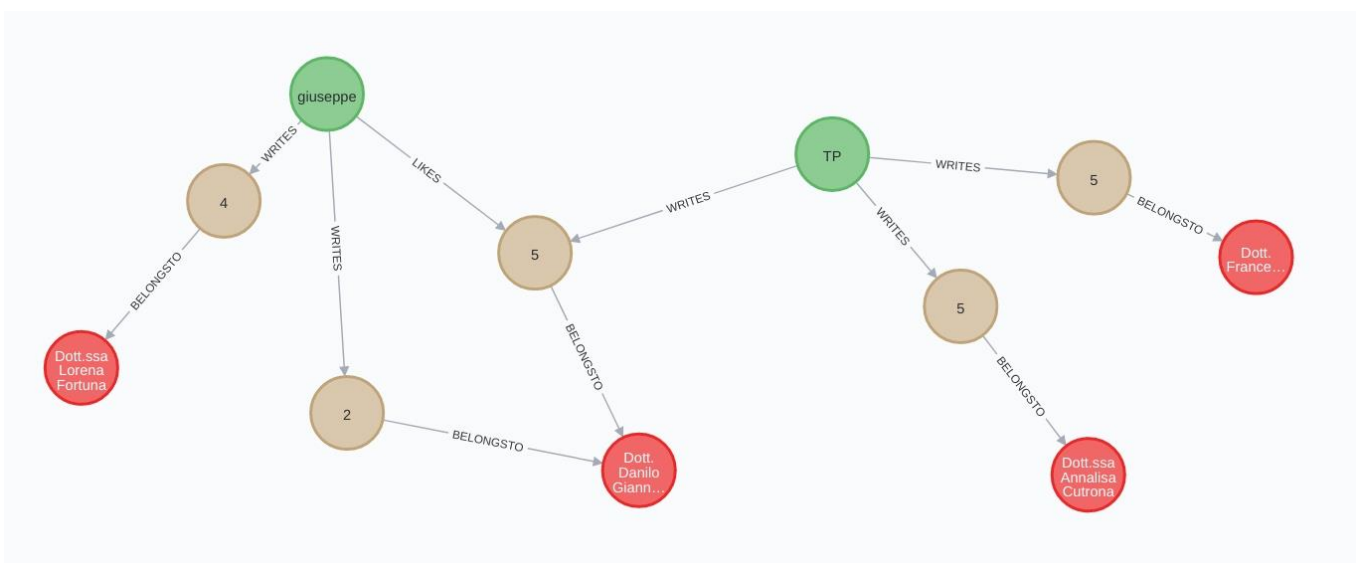 giuseppe
WRITES
LIKES
TP
WRITES
5
4
WRITES
WRITES
WRITES
BELONGSTO
5
Dott.
France…
BELONGSTO
5
BELONGSTO
BELONGSTO
Dott.ssa
Lorena
Fortuna
2
BELONGSTO
Dott.
Danilo
Giann…
Dott.ssa
Annalisa
Cutrona